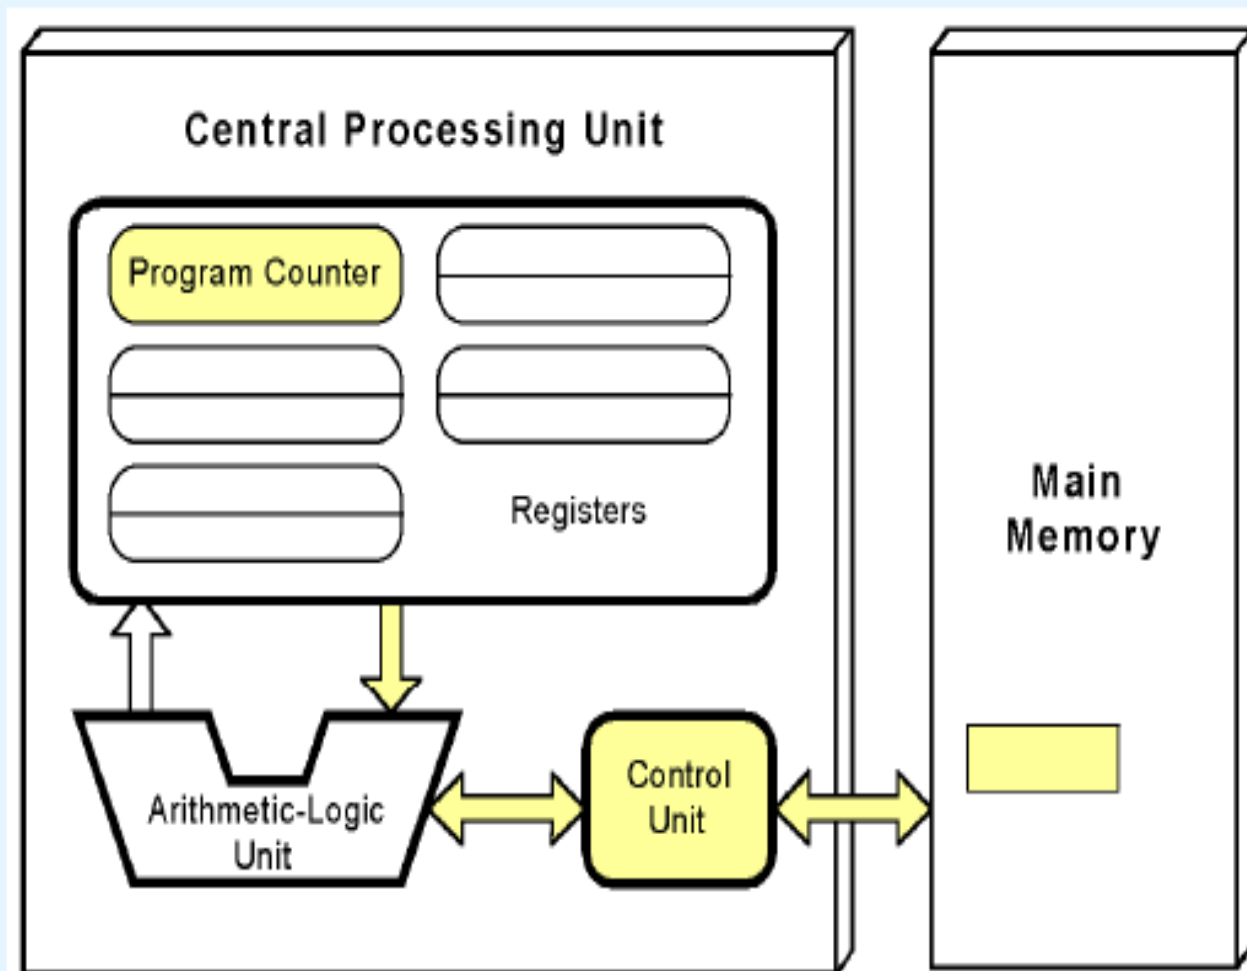 Central Processing Unit
Program Counter
Registers
Main
Memory
Control
Unit
Arithmetic-Logic
Unit